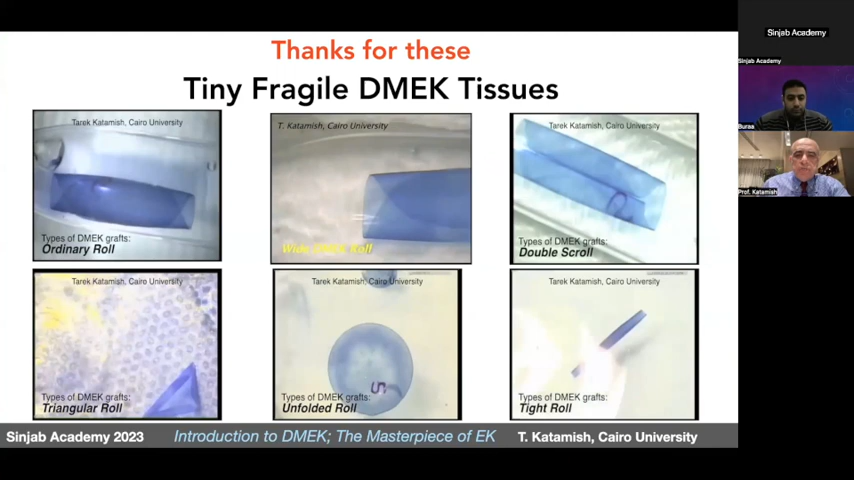 Thanks for these
Tiny Fragile DMEK Tissues
Tarek Katamish, Cairo University
Types of DMEK grafts:
Ordinary Roll
T. Katamish, Cairo University
Wide DMEK Roll
Tarek Katamish, Cairo University
Types of DMEK grafts:
Double Scroll
Tarek Katamish, Cairo University
Types of DMEK grafts:
Triangular Roll
Tarek Katamish, Cairo University
S
Types of DMEK grafts:
Unfolded Roll
Tarek Katamish, Cairo University
Types of DMEK grafts:
Tight Roll
Sinjab Academy 2023
Introduction to DMEK; The Masterpiece of EK
T. Katamish, Cairo University
Sinjab Academy
Sinjab Academy
Buraa
Prof. Katamish